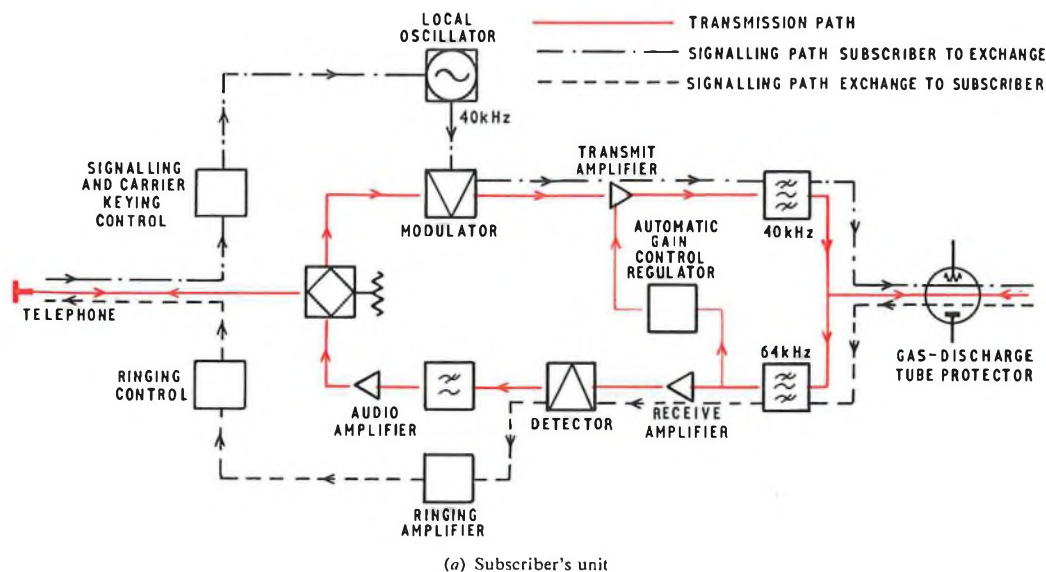 LOCAL
OSCILLATOR
TRANSMISSION PATH
SIGNALLING PATH SUBSCRIBER TO EXCHANGE
SIGNALLING PATH EXCHANGE TO SUBSCRIBER
40kHz
SIGNALLING
AND CARRIER
KEYING
CONTROL
TRANSMIT
AMPLIFIER
MODULATOR
40kHz
AUTOMATIC
GAIN
CONTROL
REGULATOR
TELEPHONE
GAS-DISCHARGE
TUBE PROTECTOR
64kHz
RINGING
CONTROL
AUDIO
AMPLIFIER
DETECTOR
RECEIVE
AMPLIFIER
RINGING
AMPLIFIER
(a) Subscriber's unit